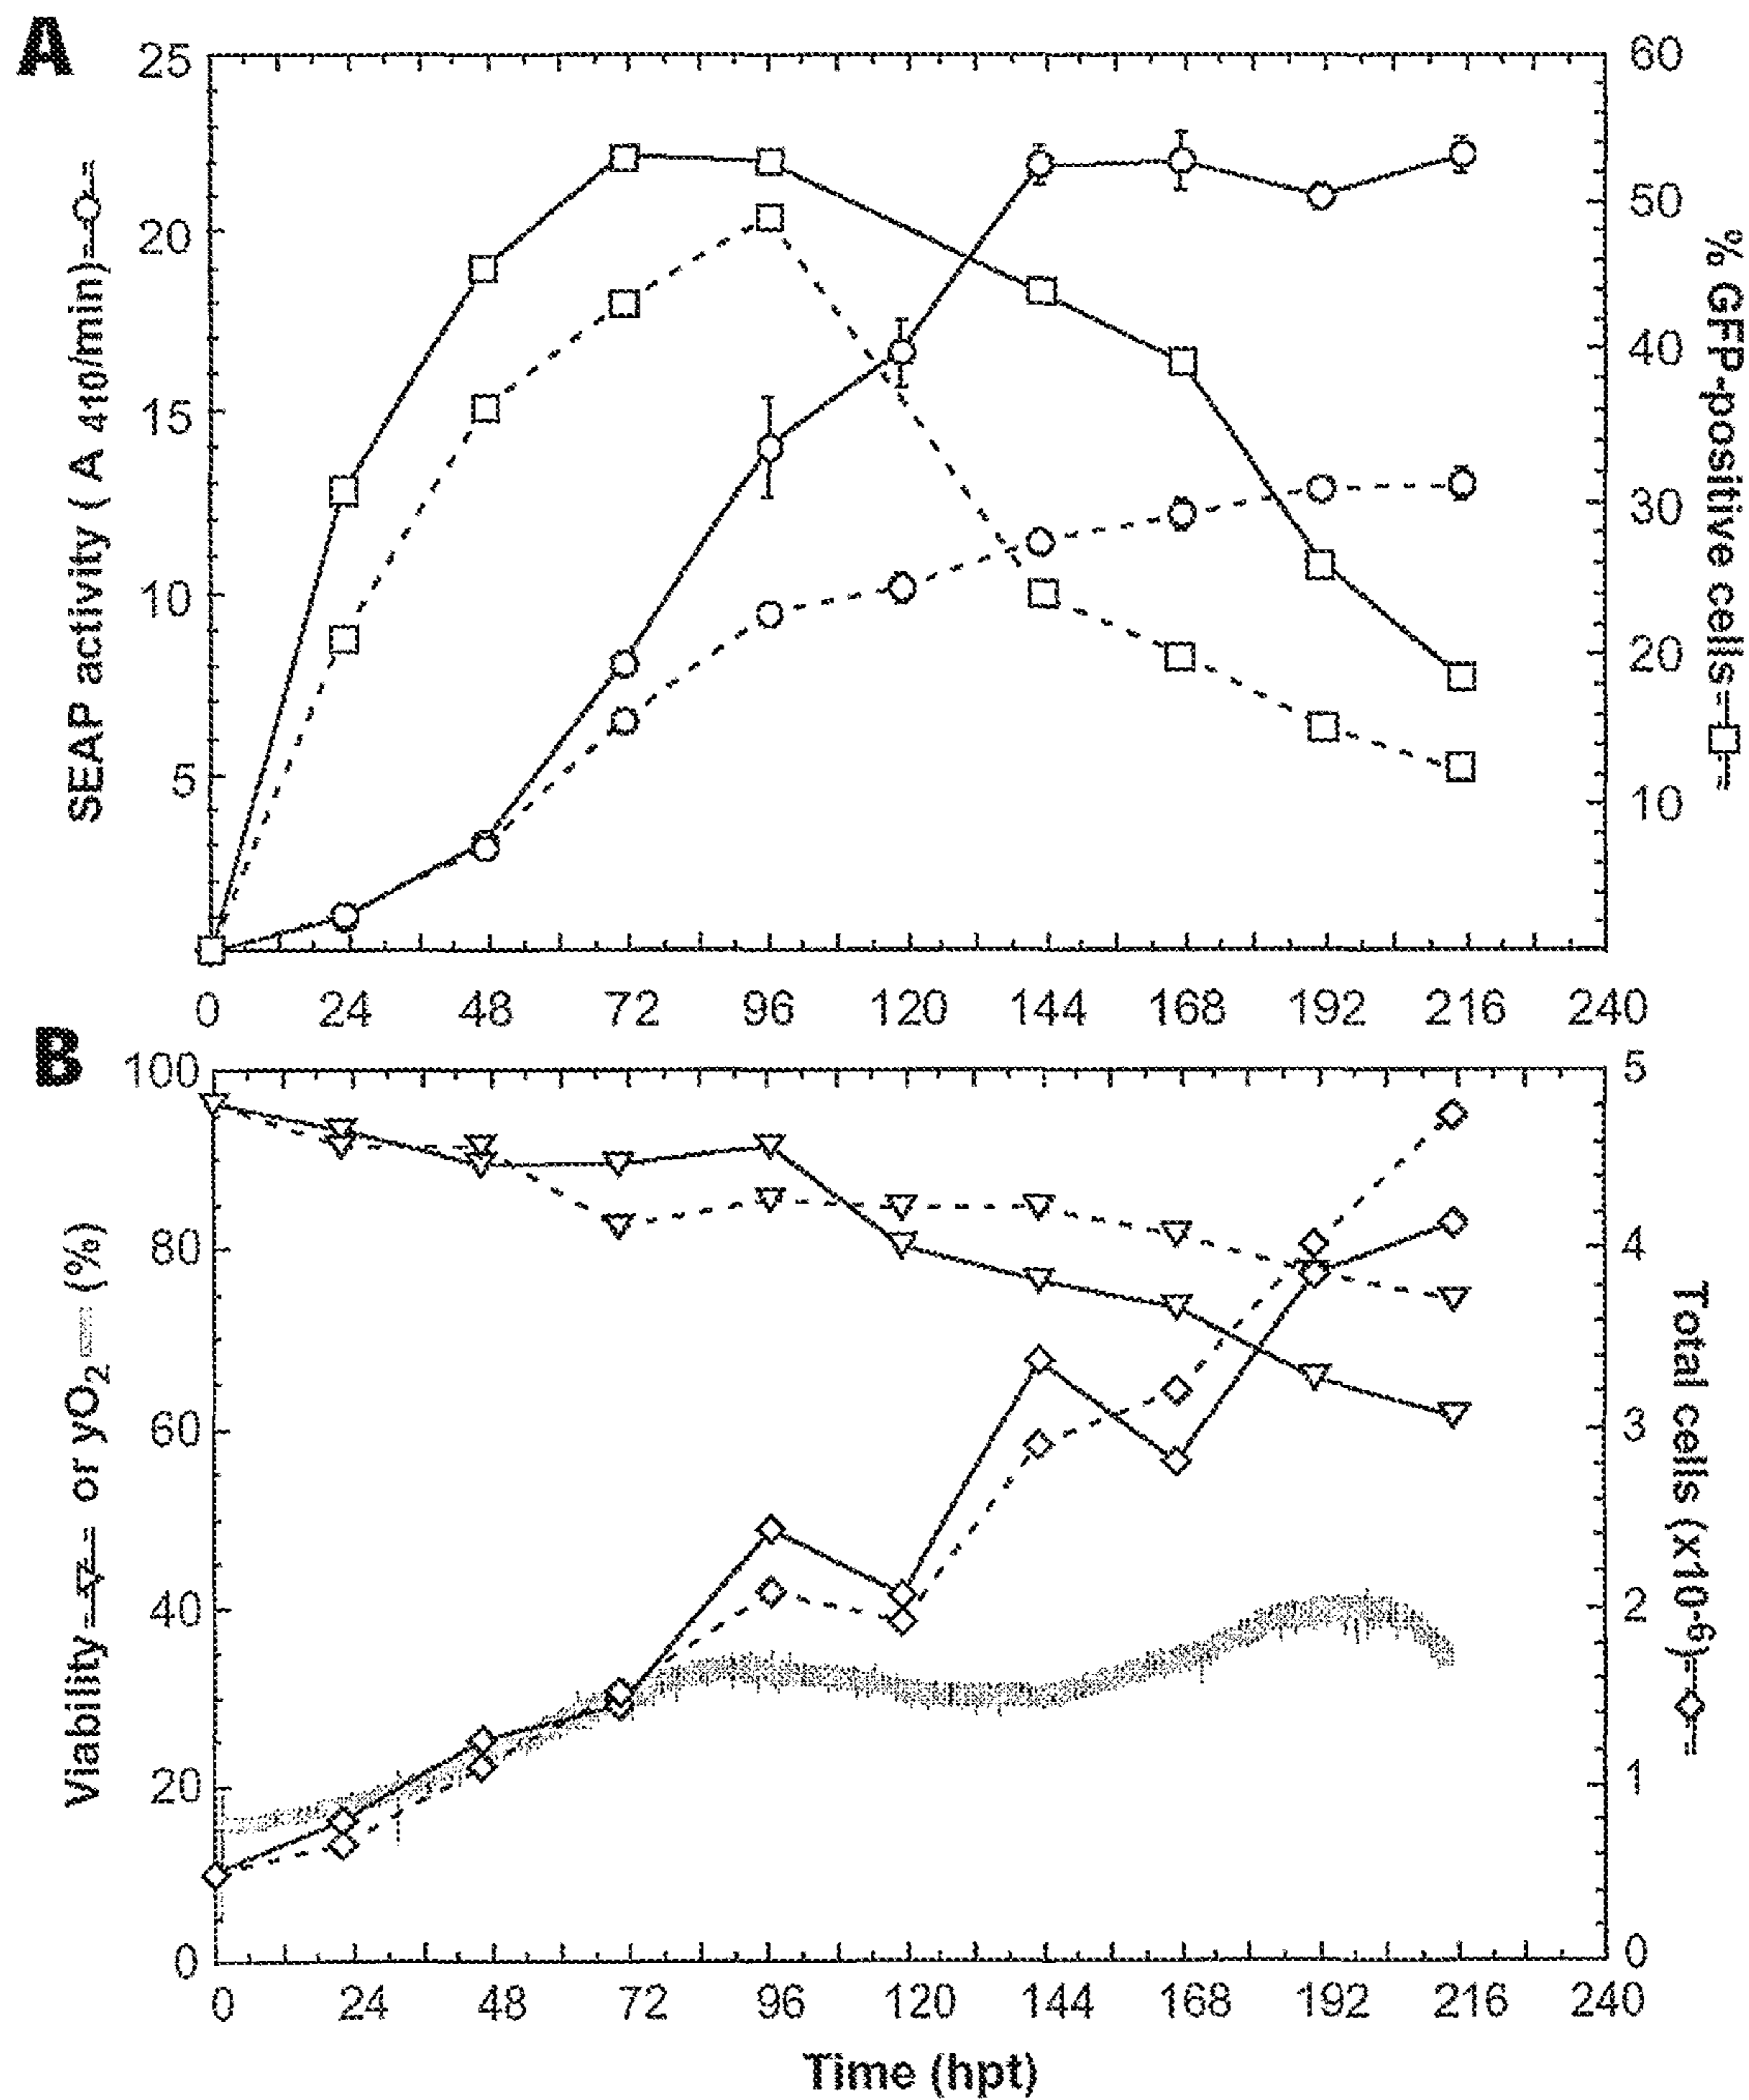 A
25
20
15
10
5
SEAP activity ( A 410/min)
60
50
40
30
20
10
% GFP-positive cells
0 24 48 72 96 120 144 168 192 216 240
B
100
80
60
40
20
0
Viability or yO2 (%)
5
4
3
2
1
0
Total cells (x10-6)
0 24 48 72 96 120 144 168 192 216 240
Time (hpt)